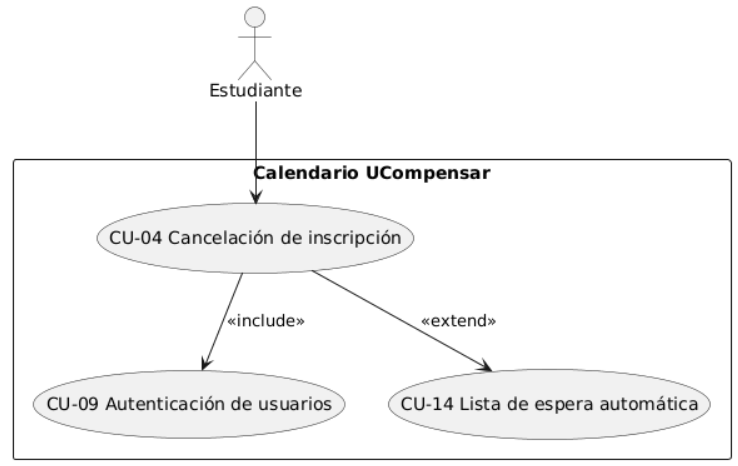 Estudiante
Calendario UCompensar
CU-04 Cancelación de inscripción
«include»
«extend»
CU-09 Autenticación de usuarios
CU-14 Lista de espera automática